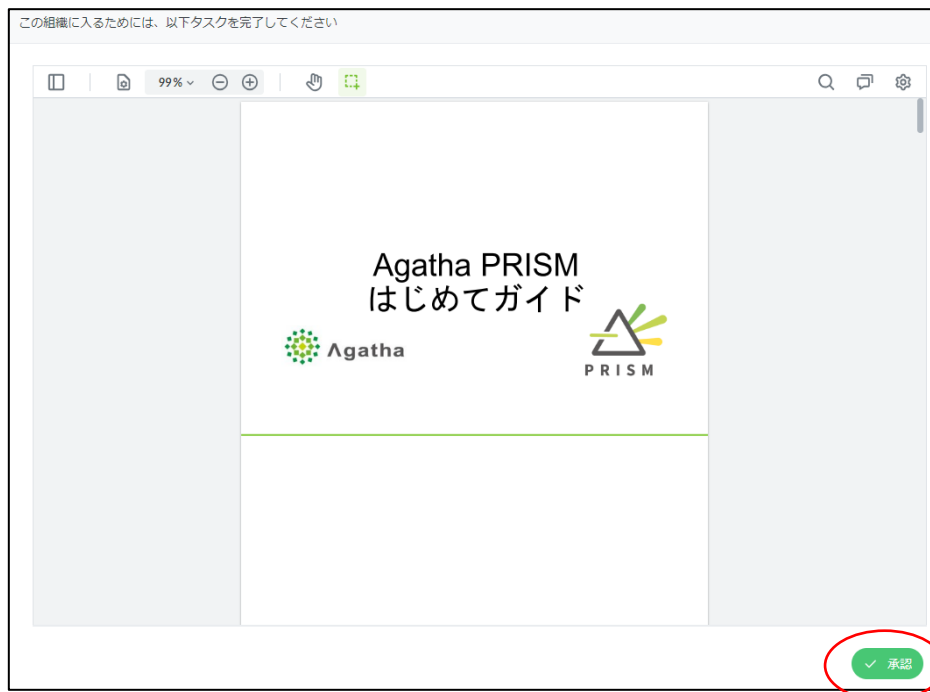 この組織に入るためには、以下タスクを完了してください
99%
Agatha PRISM
はじめてガイド
Agatha
PRISM
承認